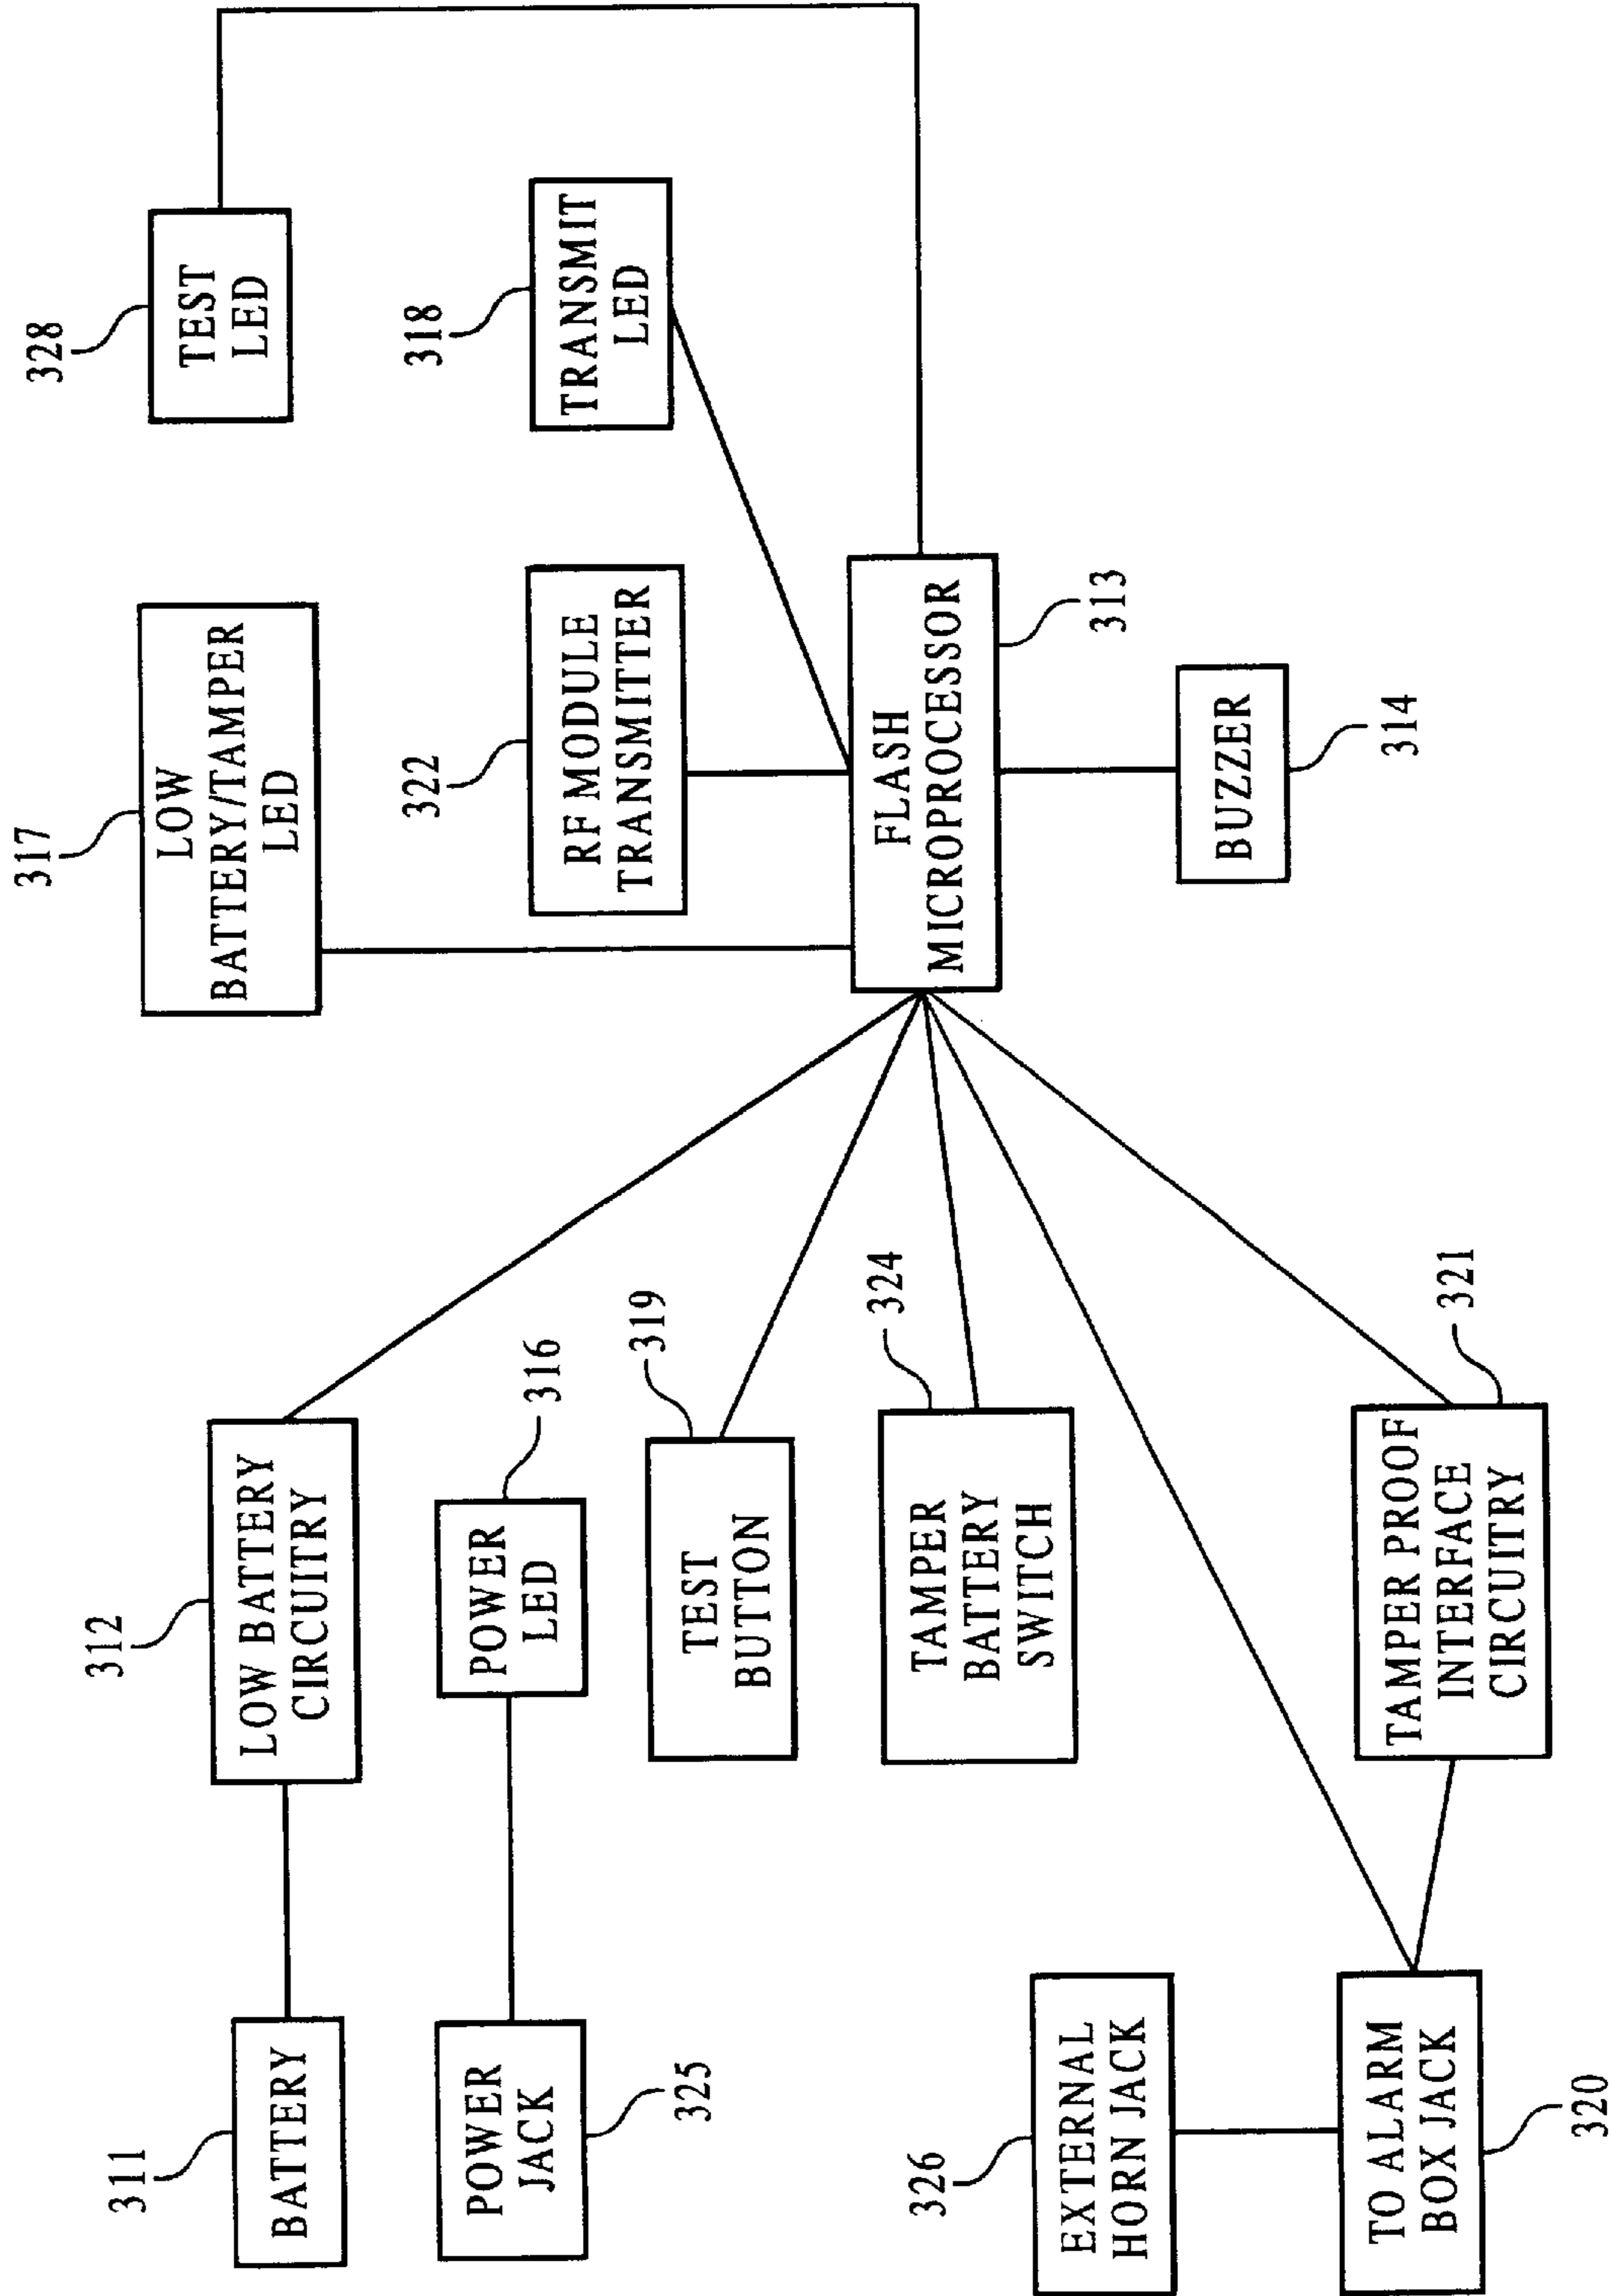 311
BATTERY
312
LOW BATTERY
CIRCUITRY
317
LOW
BATTERY/TAMPER
LED
328
TEST
LED
POWER
JACK
325
POWER
LED
316
322
RF MODULE
TRANSMITTER
318
TRANSMIT
LED
TEST
BUTTON
319
TAMPER
BATTERY
SWITCH
324
FLASH
MICROPROCESSOR
313
326
EXTERNAL
HORN JACK
BUZZER
314
TO ALARM
BOX JACK
320
TAMPER PROOF
INTERFACE
CIRCUITRY
321